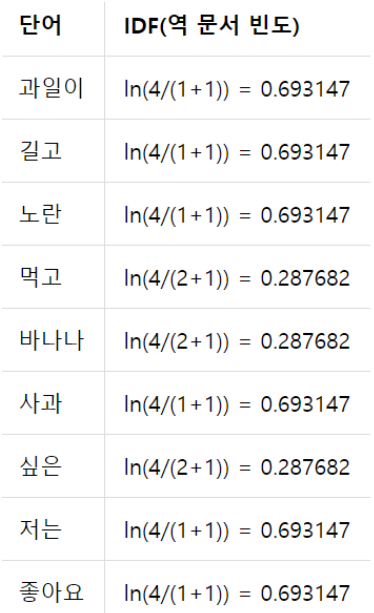 단어 IDF(역 문서 빈도)
과일이 ln(4/(1+1)) = 0.693147
길고 ln(4/(1+1)) = 0.693147
노란 ln(4/(1+1)) = 0.693147
먹고 ln(4/(2+1)) = 0.287682
바나나 ln(4/(2+1)) = 0.287682
사과 ln(4/(1+1)) = 0.693147
싶은 ln(4/(2+1)) = 0.287682
저는 ln(4/(1+1)) = 0.693147
좋아요 ln(4/(1+1)) = 0.693147